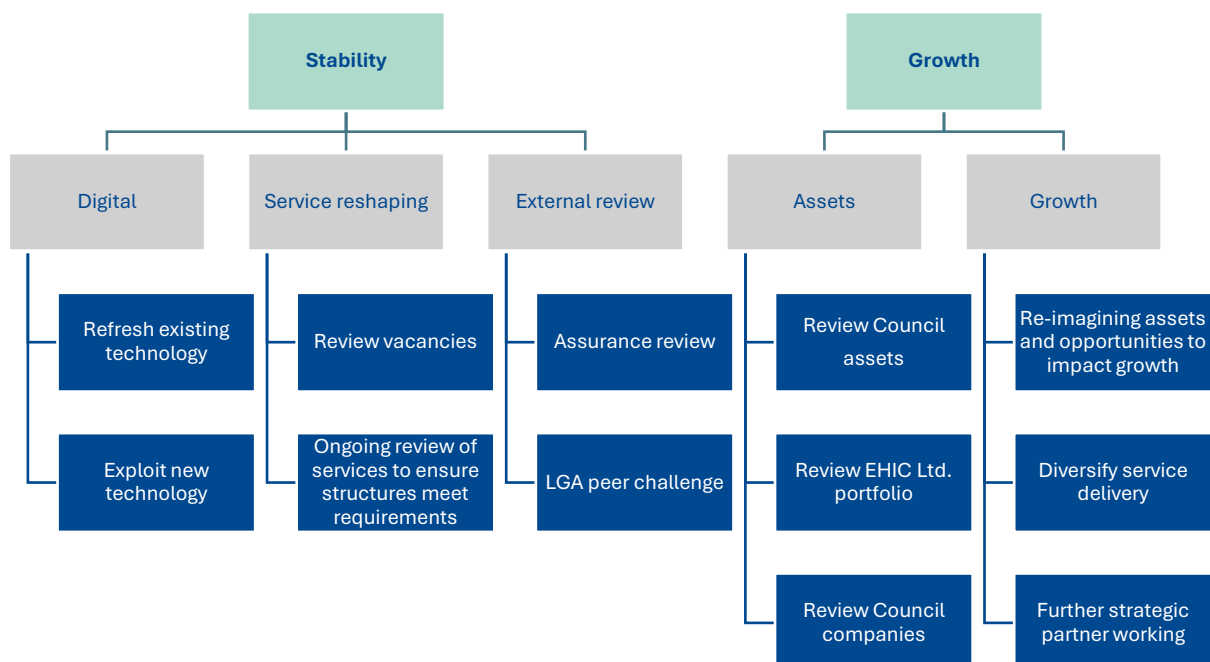 Stability
Growth
Digital
Service reshaping
External review
Assets
Growth
Refresh existing
technology
Review vacancies
Assurance review
Review Council
assets
Re-imagining assets
and opportunities to
impact growth
Exploit new
technology
Ongoing review of
services to ensure
structures meet
requirements
LGA peer challenge
Review EHIC Ltd.
portfolio
Diversify service
delivery
Review Council
companies
Further strategic
partner working